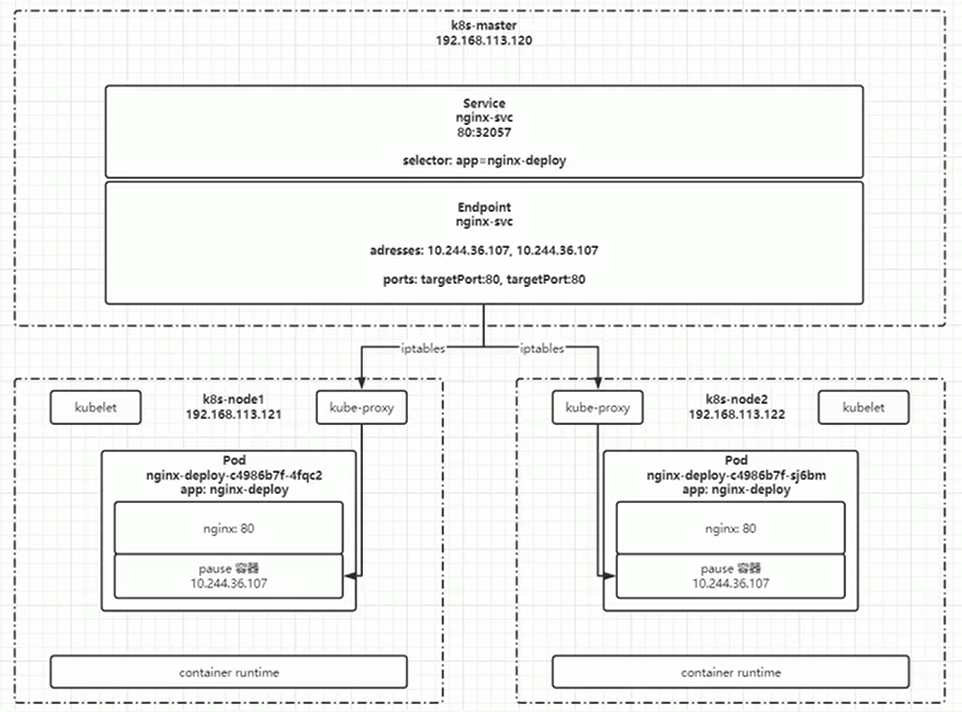 k8s-master
192.168.113.120
Service
nginx-svc
80:32057
selector: app=nginx-deploy
Endpoint
nginx-svc
adresses: 10.244.36.107, 10.244.36.107
ports: targetPort:80, targetPort:80
iptables
iptables
kubelet
k8s-node1
192.168.113.121
kube-proxy
Pod
nginx-deploy-c4986b7f-4fqc2
app: nginx-deploy
nginx: 80
pause 容器
10.244.36.107
container runtime
kube-proxy
k8s-node2
192.168.113.122
kubelet
Pod
nginx-deploy-c4986b7f-sj6bm
app: nginx-deploy
nginx: 80
pause 容器
10.244.36.107
container runtime